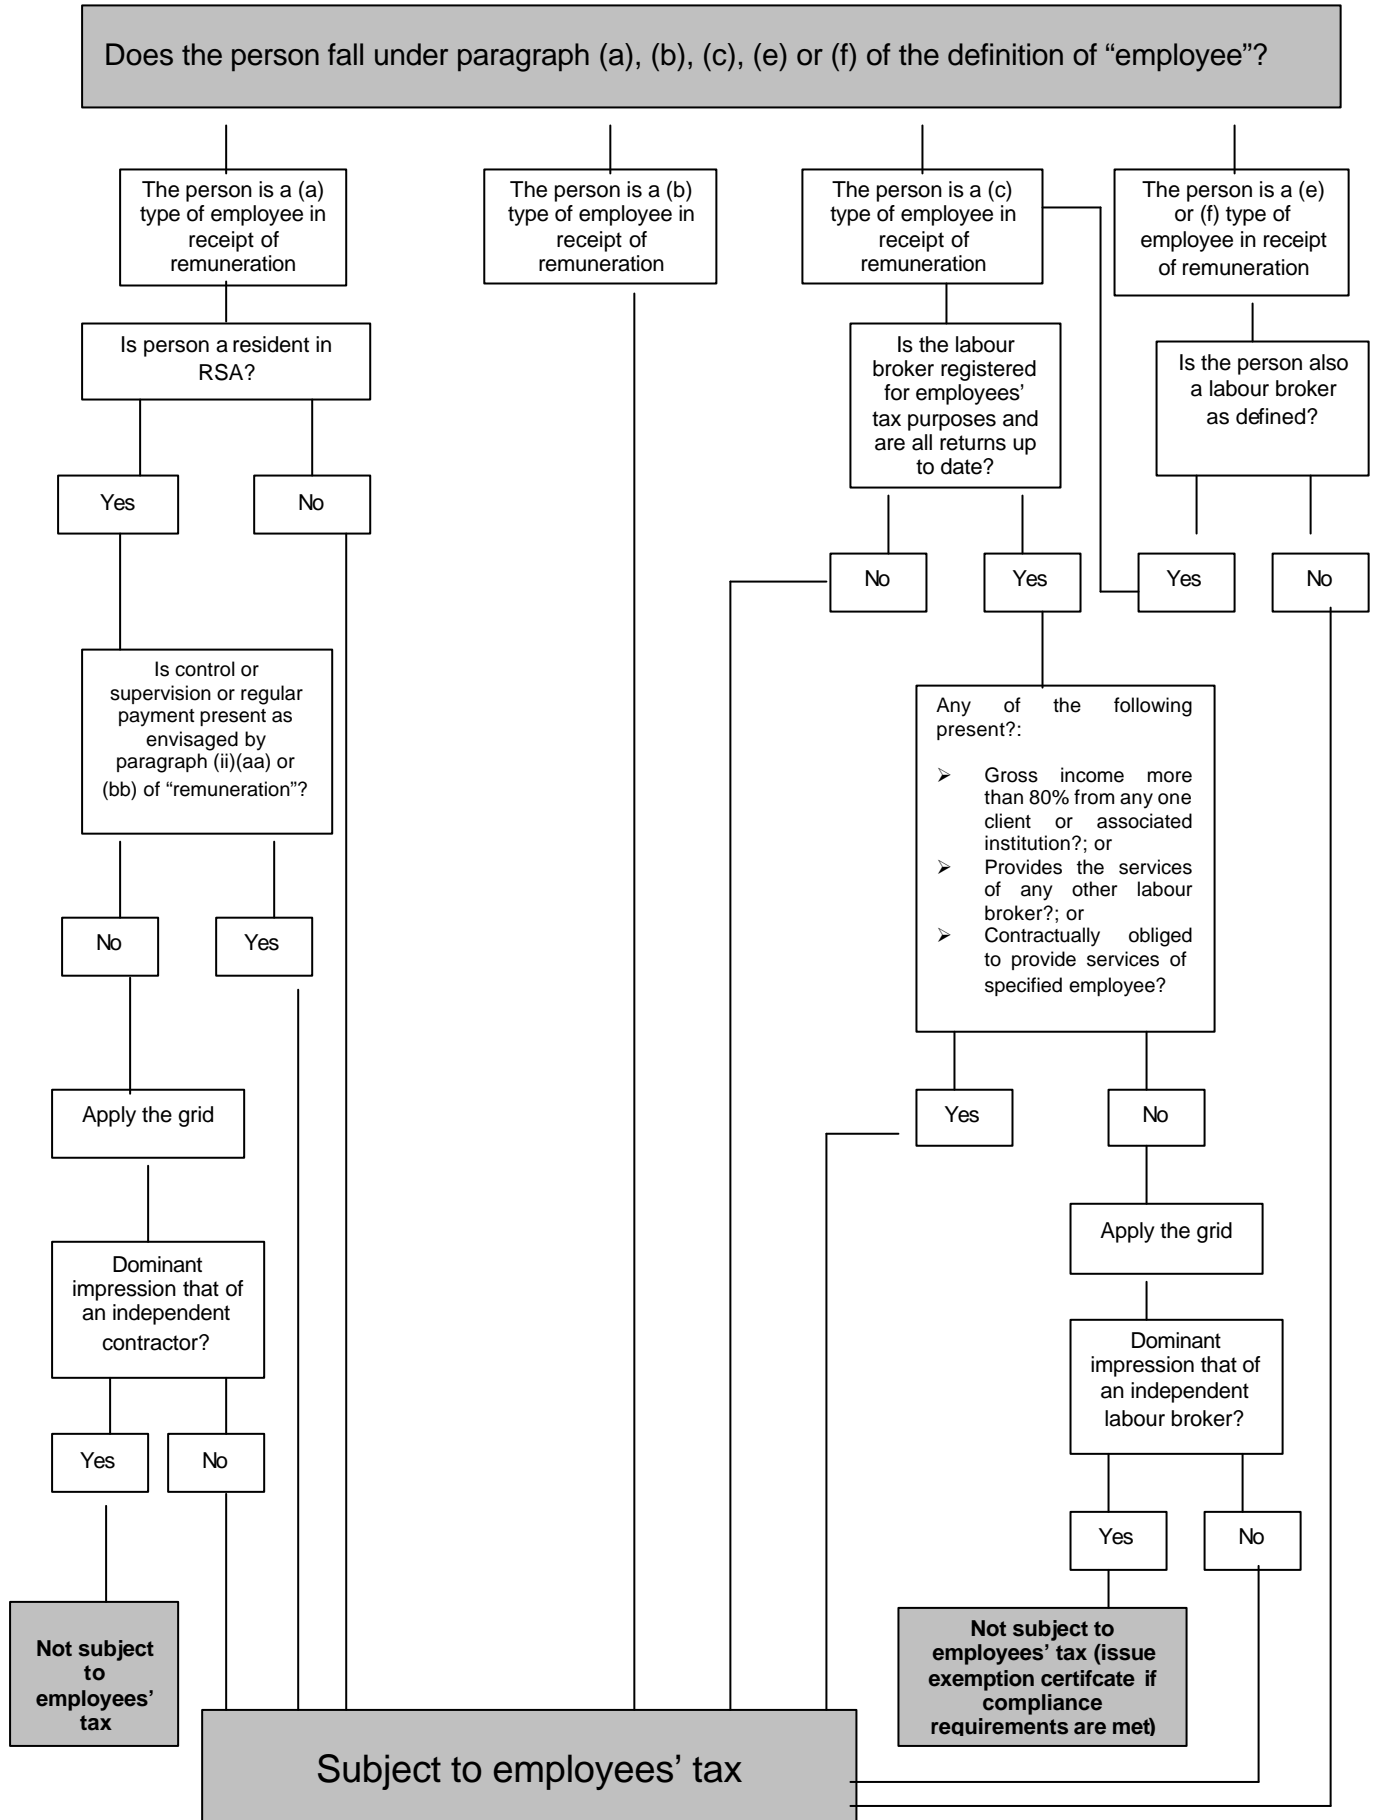 Does the person fall under paragraph (a), (b), (c), (e) or (f) of the definition of “employee”?
The person is a (a)
type of employee in
receipt of
remuneration
The person is a (b)
type of employee in
receipt of
remuneration
The person is a (c)
type of employee in
receipt of
remuneration
The person is a (e)
or (f) type of
employee in receipt
of remuneration
Is person a resident in
RSA?
Is the labour
broker registered
for employees’
tax purposes and
are all returns up
to date?
Is the person also
a labour broker
as defined?
Yes
No
No
Yes
Yes
No
Is control or
supervision or regular
payment present as
envisaged by
paragraph (ii)(aa) or
(bb) of “remuneration”?
Any of the following
present?:
➢ Gross income more
than 80% from any one
client or associated
institution?; or
➢ Provides the services
of any other labour
broker?; or
➢ Contractually obliged
to provide services of
specified employee?
No
Yes
Apply the grid
Yes
No
Dominant
impression that of
an independent
contractor?
Apply the grid
Dominant
impression that of
an independent
labour broker?
Yes
No
Yes
No
Not subject
to
employees’
tax
Not subject to
employees’ tax (issue
exemption certifcate if
compliance
requirements are met)
Subject to employees’ tax